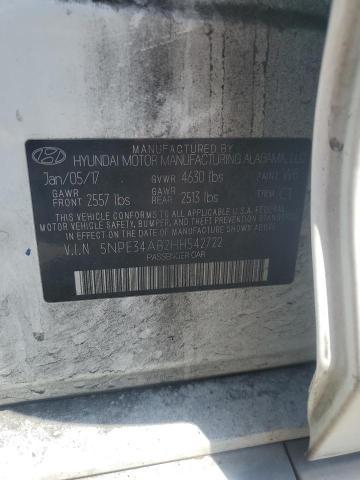 MANUFACTURED BY
HYUNDAI MOTOR MANUFACTURING ALABAMA, LLC
Jan/05/17 GVWR 4630 lbs PAINT
GAWR FRONT 2557 lbs GAWR REAR 2513 lbs TRIM
THIS VEHICLE CONFORMS TO ALL APPLICABLE U.S. FEDERAL
MOTOR VEHICLE SAFETY, BUMPER, AND THEFT PREVENTION
STANDARDS IN EFFECT ON THE DATE OF MANUFACTURE SHOWN ABOVE.
V.I.N 5NPE34AB2HH542722
PASSENGER CAR